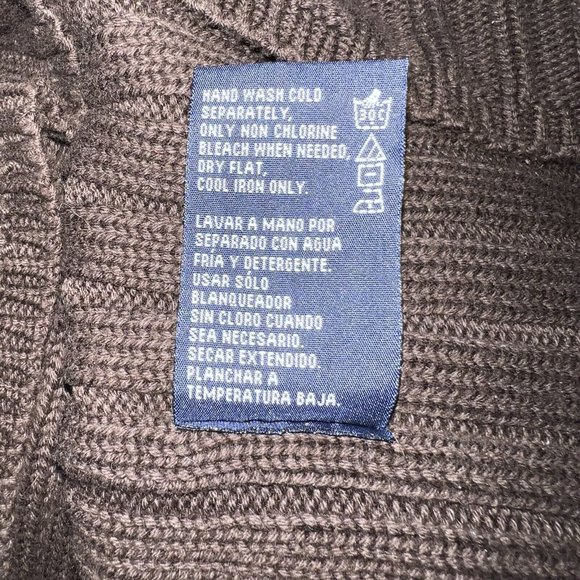 HAND WASH COLD
SEPARATELY,
ONLY NON CHLORINE
BLEACH WHEN NEEDED,
DRY FLAT,
COOL IRON ONLY.
30C
LAVAR A MANO POR
SEPARADO CON AGUA
FRÍA Y DETERGENTE.
USAR SÓLO
BLANQUEADOR
SIN CLORO CUANDO
SEA NECESARIO.
SECAR EXTENDIDO.
PLANCHAR A
TEMPERATURA BAJA.